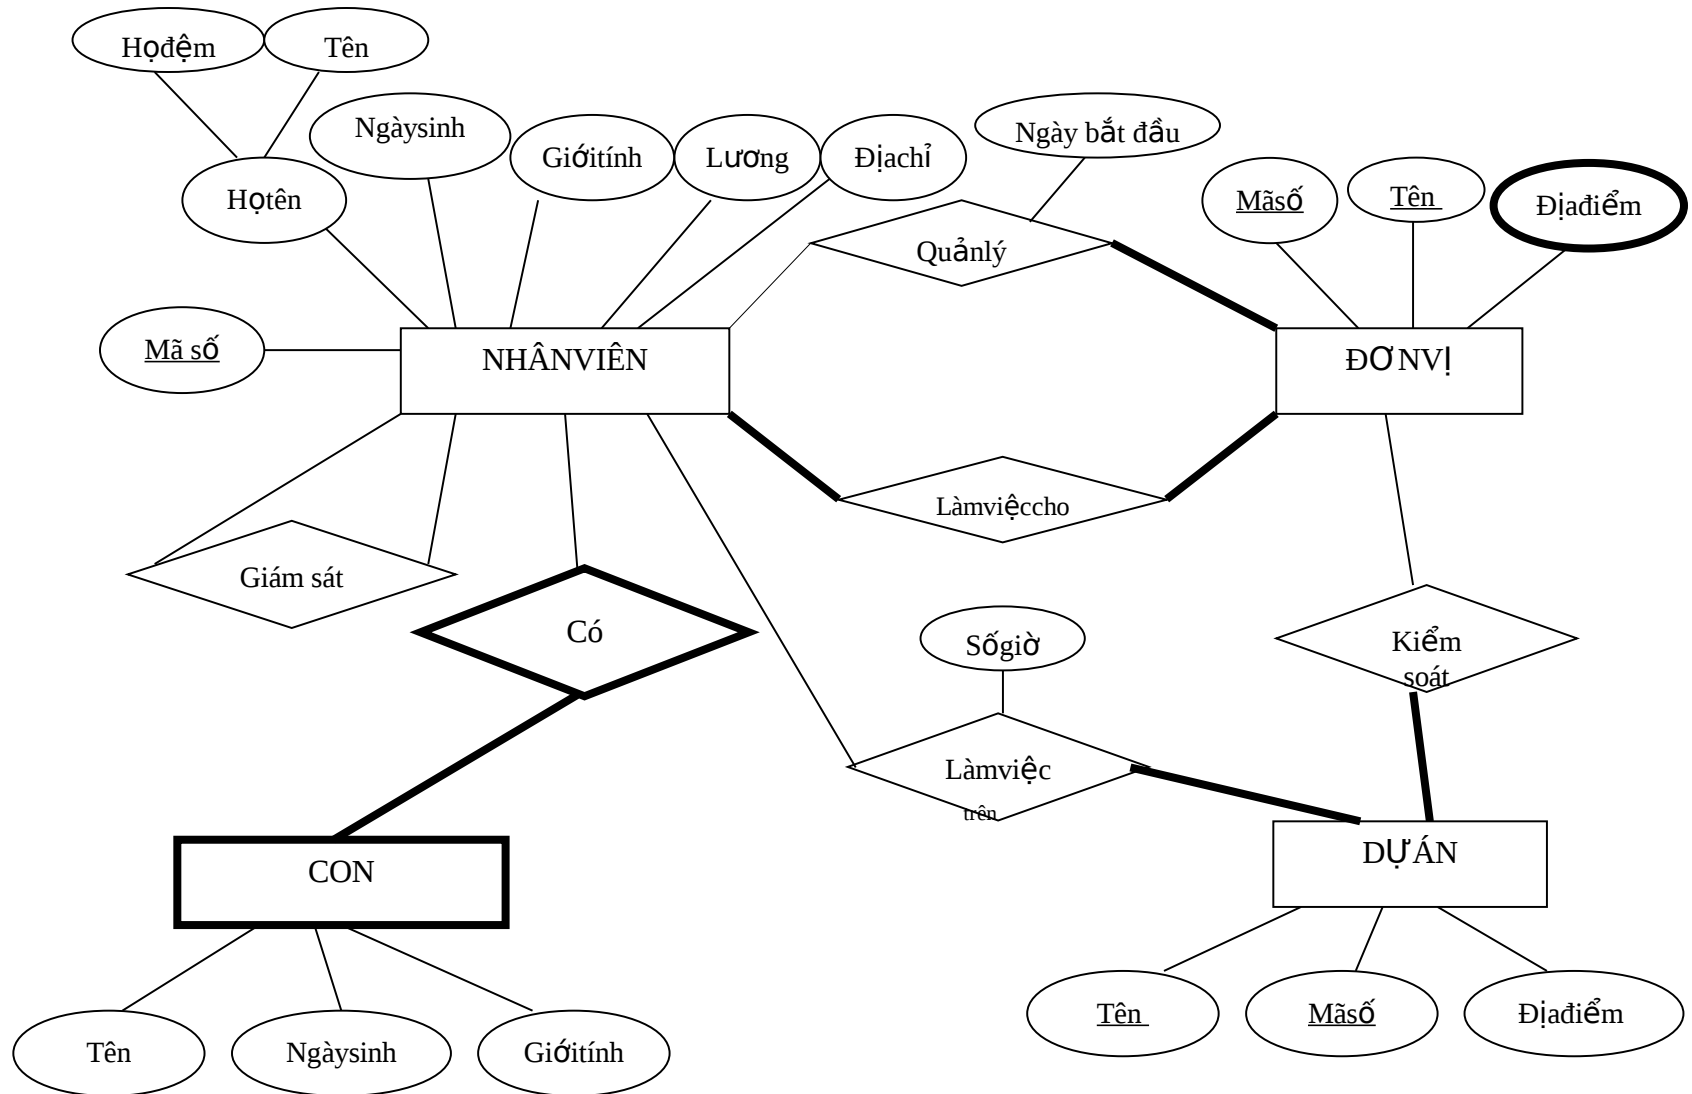 Họđệm
Tên
Ngàysinh
Giớitính
Lương
Địachỉ
Ngày bắt đầu
Họtên
Mãsố
Tên
Địađiểm
Quảnlý
Mã số
NHÂNVIÊN
ĐƠNVỊ
Làmviệccho
Giám sát
Có
Sốgiờ
Kiểm
soát
Làmviệc
trên
CON
DỰÁN
Tên
Mãsố
Địađiểm
Tên
Ngàysinh
Giớitính